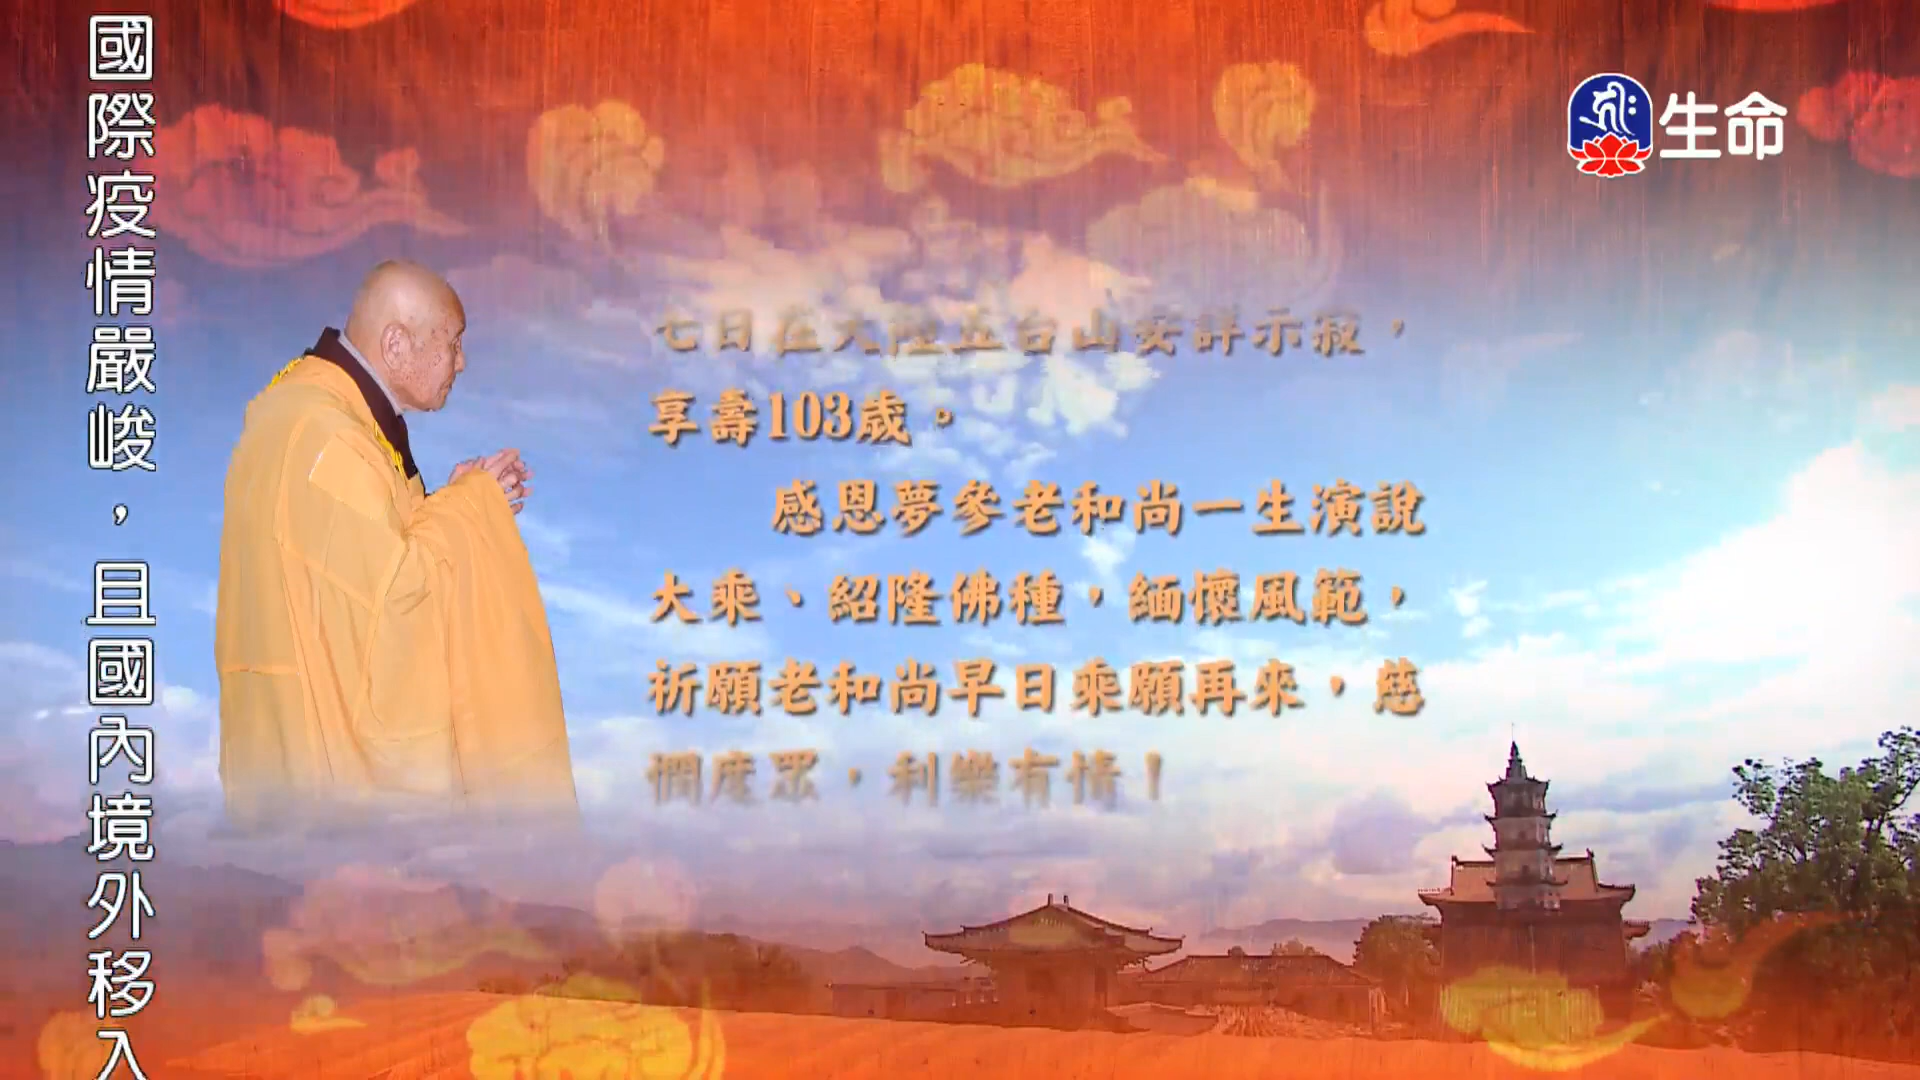 國際疫情嚴峻，且國內境外移入
生命
七日在大陸五台山安詳示寂，
享壽103歲。
感恩夢參老和尚一生演說
大乘、紹隆佛種，緬懷風範，
祈願老和尚早日乘願再來，慈
憫度眾，利樂有情！